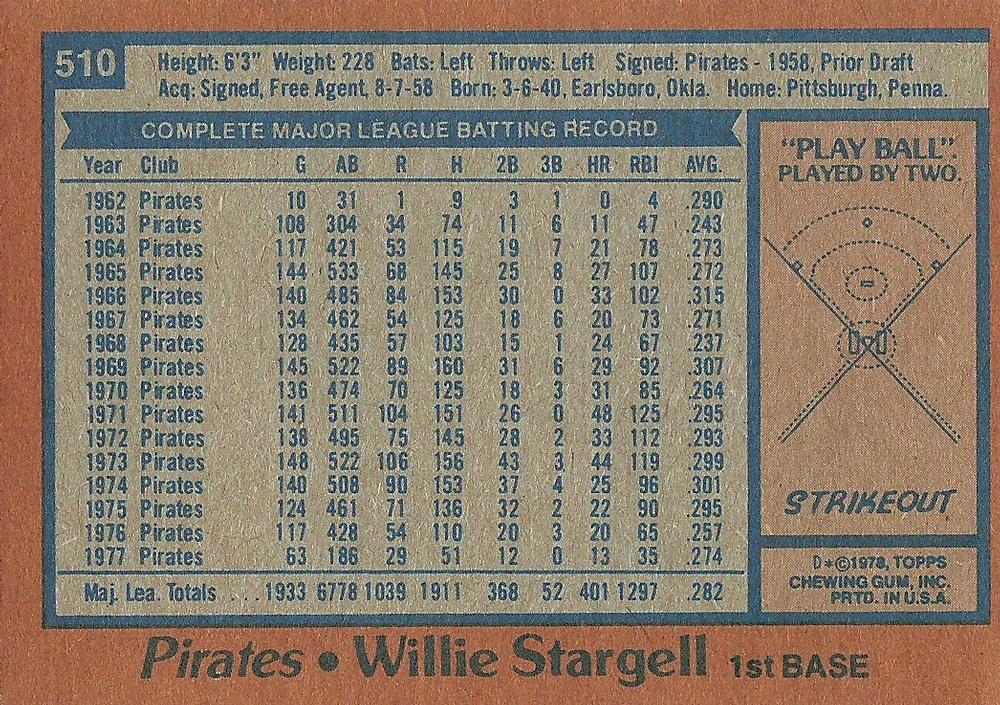 510
Height: 6'3" Weight: 228 Bats: Left Throws: Left Signed: Pirates - 1958, Prior Draft
Acq: Signed, Free Agent, 8-7-58 Born: 3-6-40, Earlsboro, Okla. Home: Pittsburgh, Penna.
COMPLETE MAJOR LEAGUE BATTING RECORD
Year Club G AB R H 2B 3B HR RBI AVG.
1962 Pirates 10 31 1 9 3 1 0 4 .290
1963 Pirates 108 304 34 74 11 6 11 47 .243
1964 Pirates 117 421 53 115 19 7 21 78 .273
1965 Pirates 144 533 68 145 25 8 27 107 .272
1966 Pirates 140 485 84 153 30 0 33 102 .315
1967 Pirates 134 462 54 125 18 6 20 73 .271
1968 Pirates 128 435 57 103 15 1 24 67 .237
1969 Pirates 145 522 89 160 31 6 29 92 .307
1970 Pirates 136 474 70 125 18 3 31 85 .264
1971 Pirates 141 511 104 151 26 0 48 125 .295
1972 Pirates 138 495 75 145 28 2 33 112 .293
1973 Pirates 148 522 106 156 43 3 44 119 .299
1974 Pirates 140 508 90 153 37 4 25 96 .301
1975 Pirates 124 461 71 136 32 2 22 90 .295
1976 Pirates 117 428 54 110 20 3 20 65 .257
1977 Pirates 63 186 29 51 12 0 13 35 .274
Maj. Lea. Totals ... 1933 6778 1039 1911 368 52 401 1297 .282
"PLAY BALL".
PLAYED BY TWO.
STRIKEOUT
D*©1978, TOPPS
CHEWING GUM, INC.
PRTD. IN U.S.A.
Pirates • Willie Stargell 1st BASE